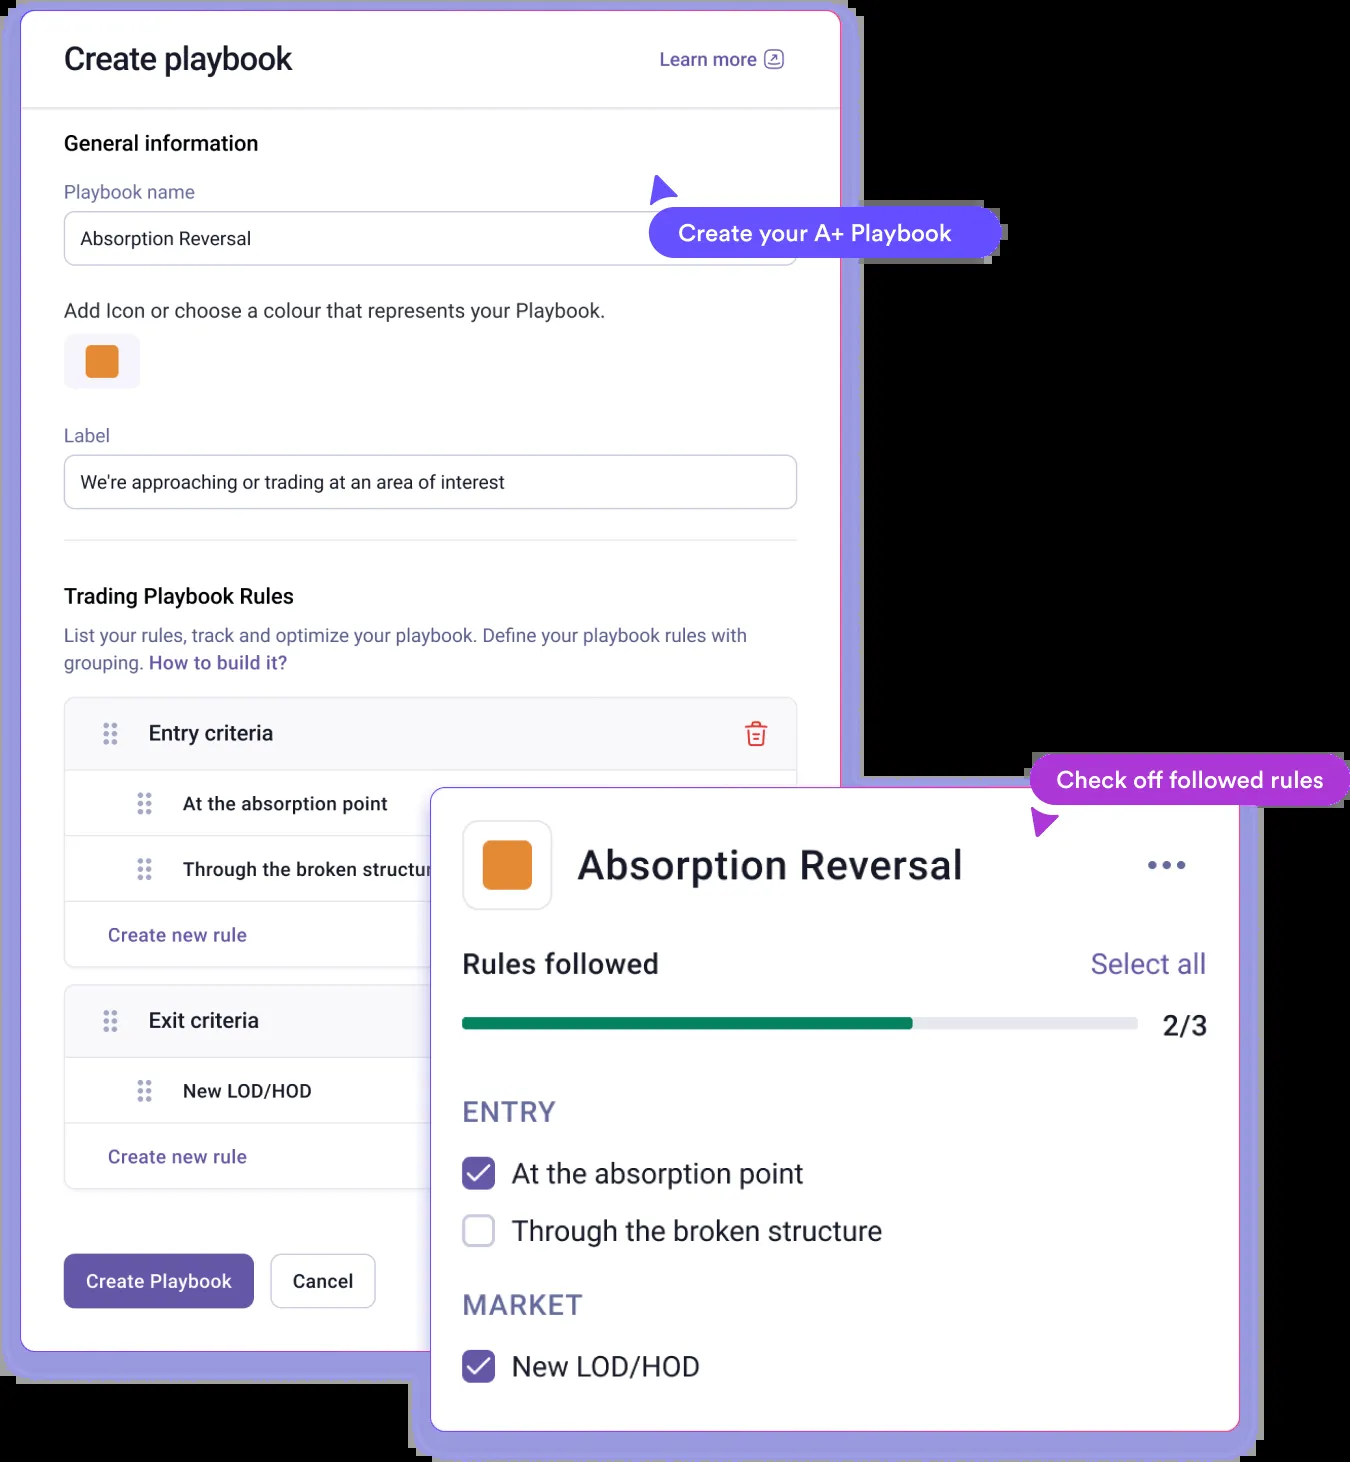 Create playbook
Learn more
General information
Playbook name
Absorption Reversal
Create your A+ Playbook
Add Icon or choose a colour that represents your Playbook.
Label
We're approaching or trading at an area of interest
Trading Playbook Rules
List your rules, track and optimize your playbook. Define your playbook rules with
grouping. How to build it?
Entry criteria
At the absorption point
Through the broken structur
Create new rule
Exit criteria
New LOD/HOD
Create new rule
Create Playbook
Cancel
Check off followed rules
Absorption Reversal
Rules followed
Select all
2/3
ENTRY
At the absorption point
Through the broken structure
MARKET
New LOD/HOD